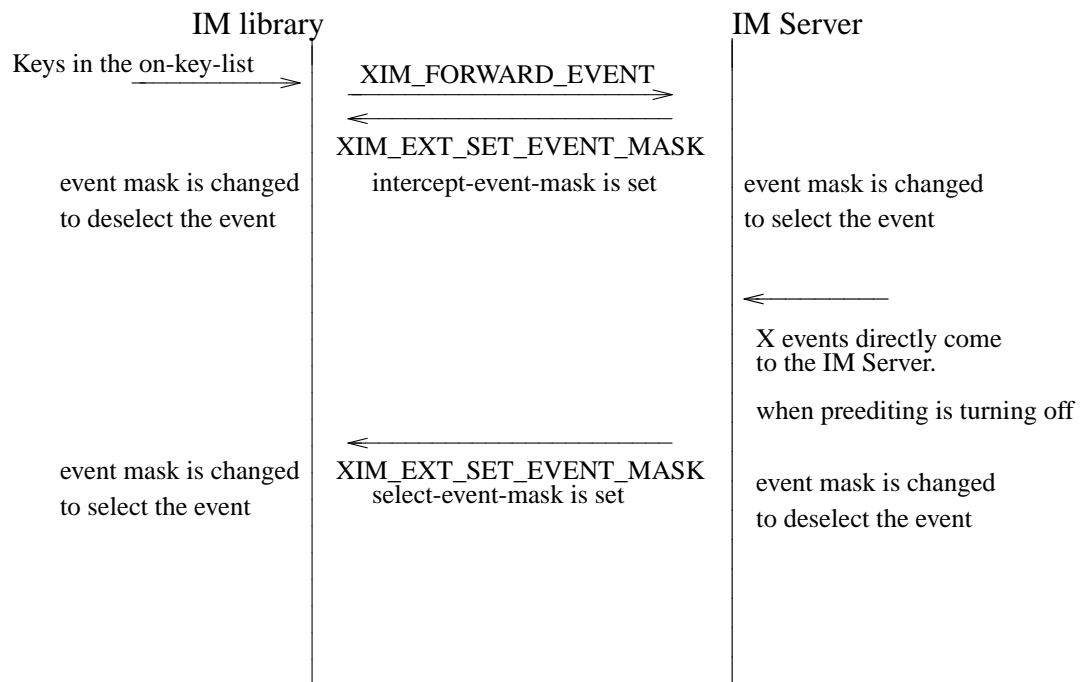 IM library
IM Server
Keys in the on-key-list
XIM_FORWARD_EVENT
XIM_EXT_SET_EVENT_MASK
intercept-event-mask is set
event mask is changed
to deselect the event
event mask is changed
to select the event
X events directly come
to the IM Server.
when preediting is turning off
XIM_EXT_SET_EVENT_MASK
select-event-mask is set
event mask is changed
to select the event
event mask is changed
to deselect the event